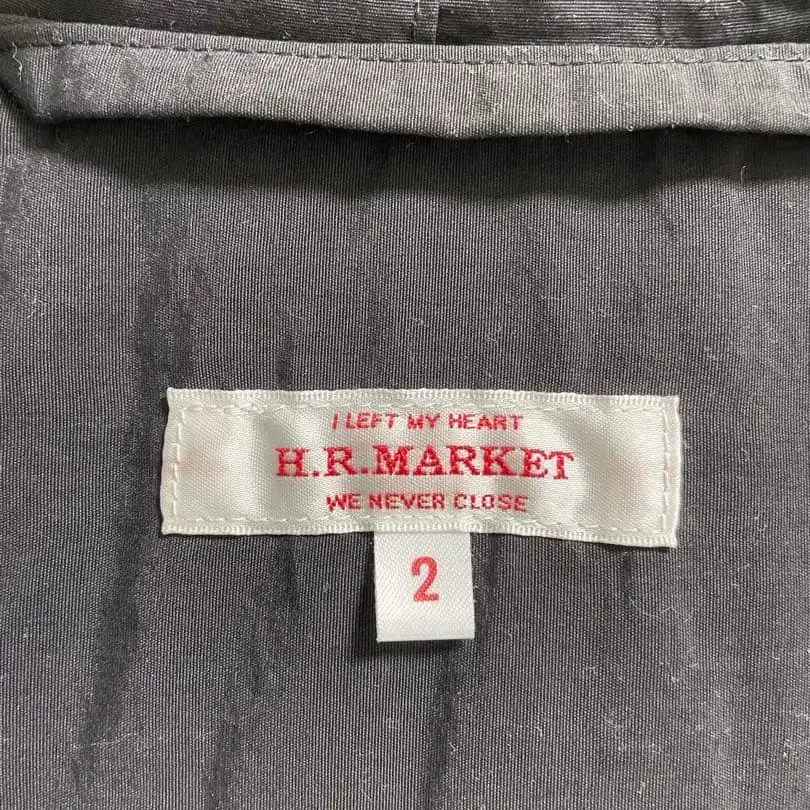 I LEFT MY HEART
H.R.MARKET
WE NEVER CLOSE
2